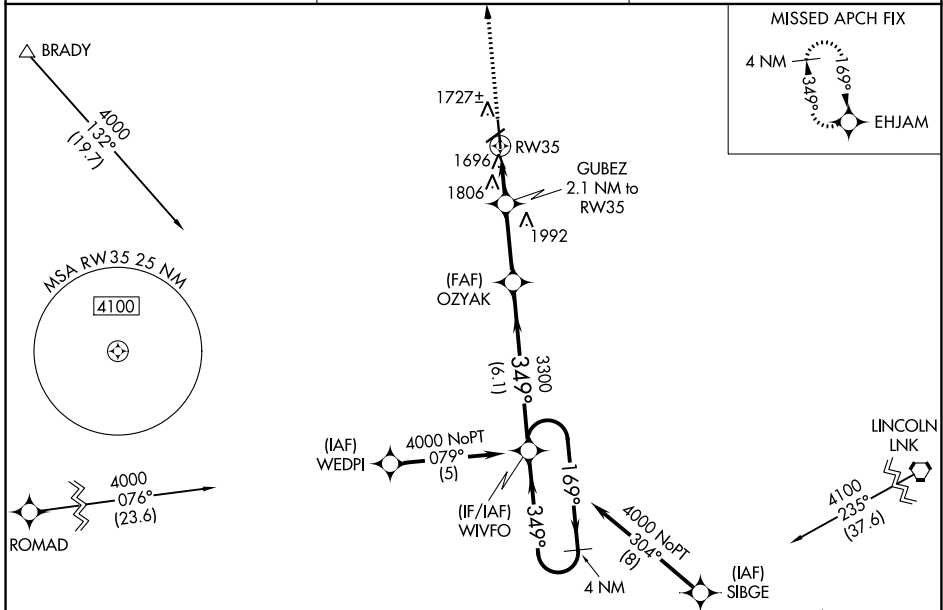 MISSED APCH FIX
4 NM
349°
169°
EHJAM
BRADY
4000
132°
(19.7)
1727±
RW35
1696
1806
GUBEZ
2.1 NM to
RW35
1992
MSA RW35 25 NM
4100
(FAF)
OZYAK
3300
349°
(6.1)
(IAF)
WEDPI
4000 NoPT
079°
(5)
(IF/IAF)
WIVFO
349°
169°
4 NM
4000 NoPT
304°
(8)
(IAF)
SIBGE
LINCOLN
LNK
4100
235°
(37.6)
4000
076°
(23.6)
ROMAD